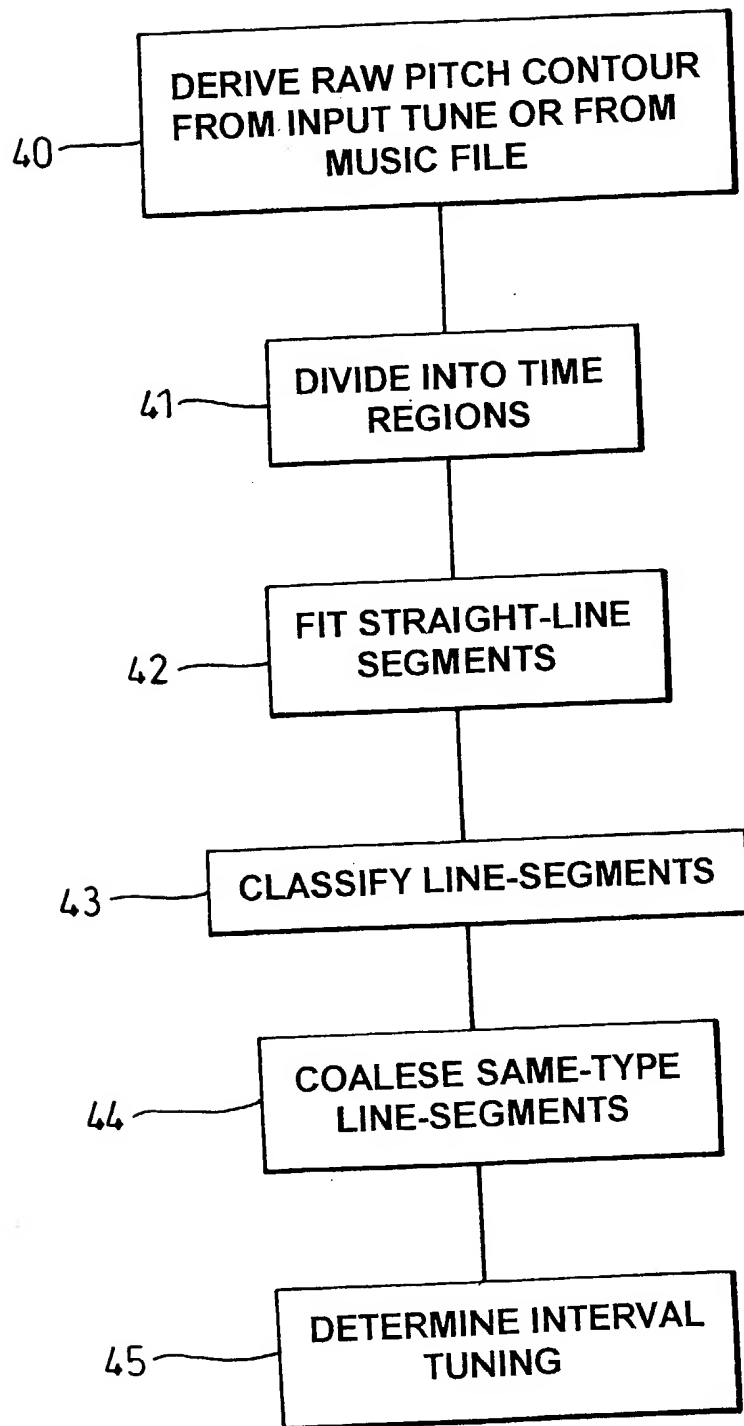 DERIVE RAW PITCH CONTOUR
FROM INPUT TUNE OR FROM
MUSIC FILE
40
DIVIDE INTO TIME
REGIONS
41
FIT STRAIGHT-LINE
SEGMENTS
42
CLASSIFY LINE-SEGMENTS
43
COALESE SAME-TYPE
LINE-SEGMENTS
44
DETERMINE INTERVAL
TUNING
45